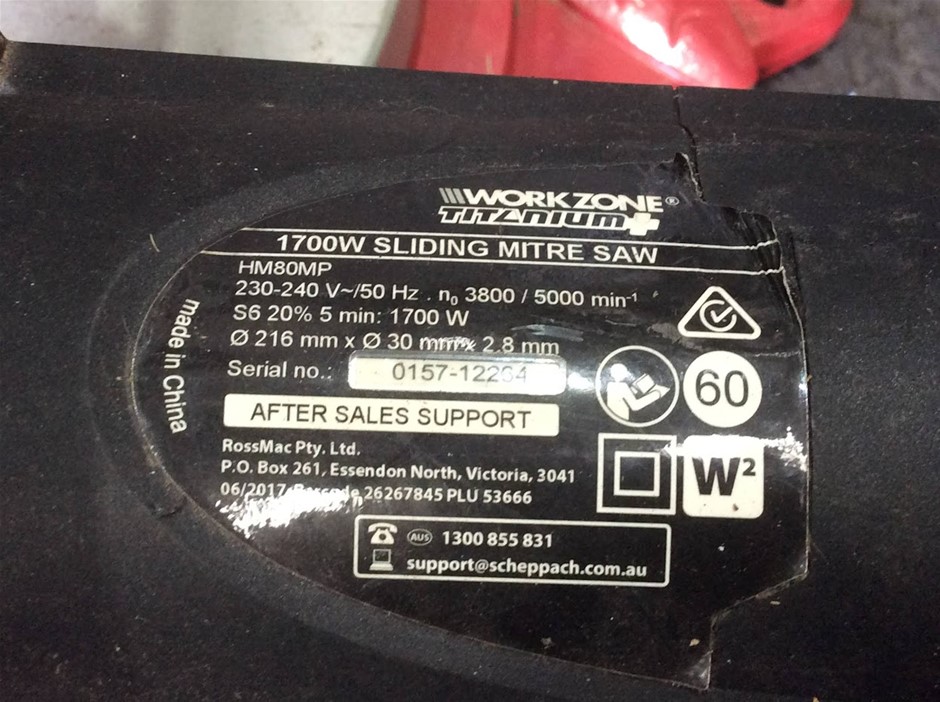 WORKZONE®
TITANIUM+
1700W SLIDING MITRE SAW
HM80MP
230-240 V~/50 Hz . n₀ 3800 / 5000 min⁻¹
S6 20% 5 min: 1700 W
Ø 216 mm x Ø 30 mm x 2.8 mm
Serial no.:
made in China
60
AFTER SALES SUPPORT
RossMac Pty. Ltd.
P.O. Box 261, Essendon North, Victoria, 3041
06/2017 26267845 PLU 53666
W²
AUS 1300 855 831
support@scheppach.com.au